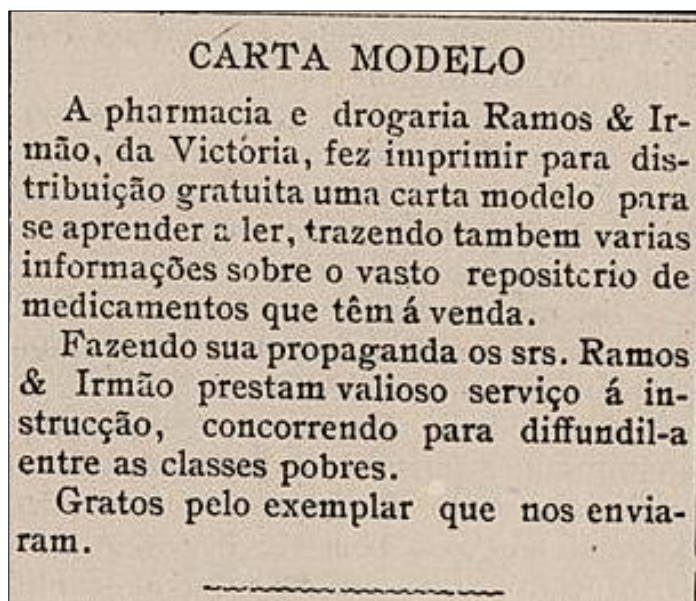 CARTA MODELO
A pharmacia e drogaria Ramos & Ir-
mão, da Victória, fez imprimir para dis-
tribuição gratuita uma carta modelo para
se aprender a ler, trazendo tambem varias
informações sobre o vasto repositcrio de
medicamentos que têm á venda.
Fazendo sua propaganda os srs. Ramos
& Irmão prestam valioso serviço á in-
strucção, concorrendo para diffundil-a
entre as classes pobres.
Gratos pelo exemplar que nos envia-
ram.